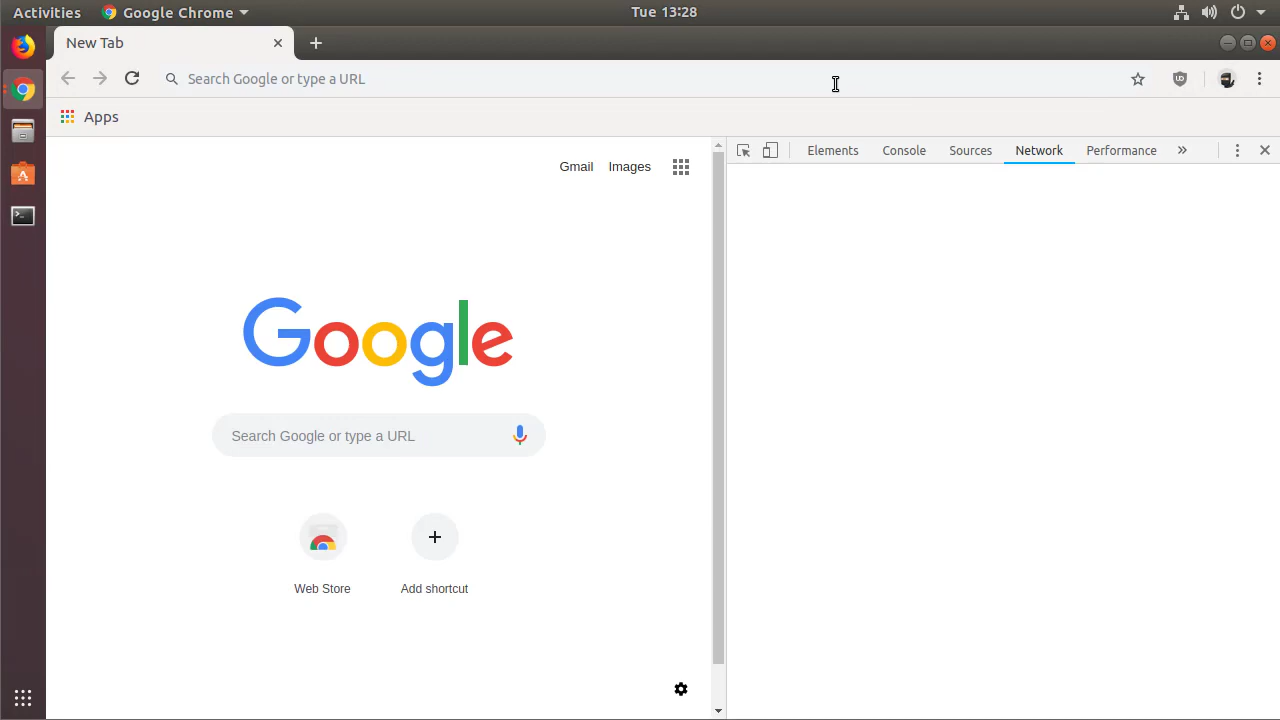 Activities Google Chrome Tue 13:28
New Tab
Search Google or type a URL
Apps
Elements Console Sources Network Performance »
Gmail Images
Google
Search Google or type a URL
Web Store Add shortcut